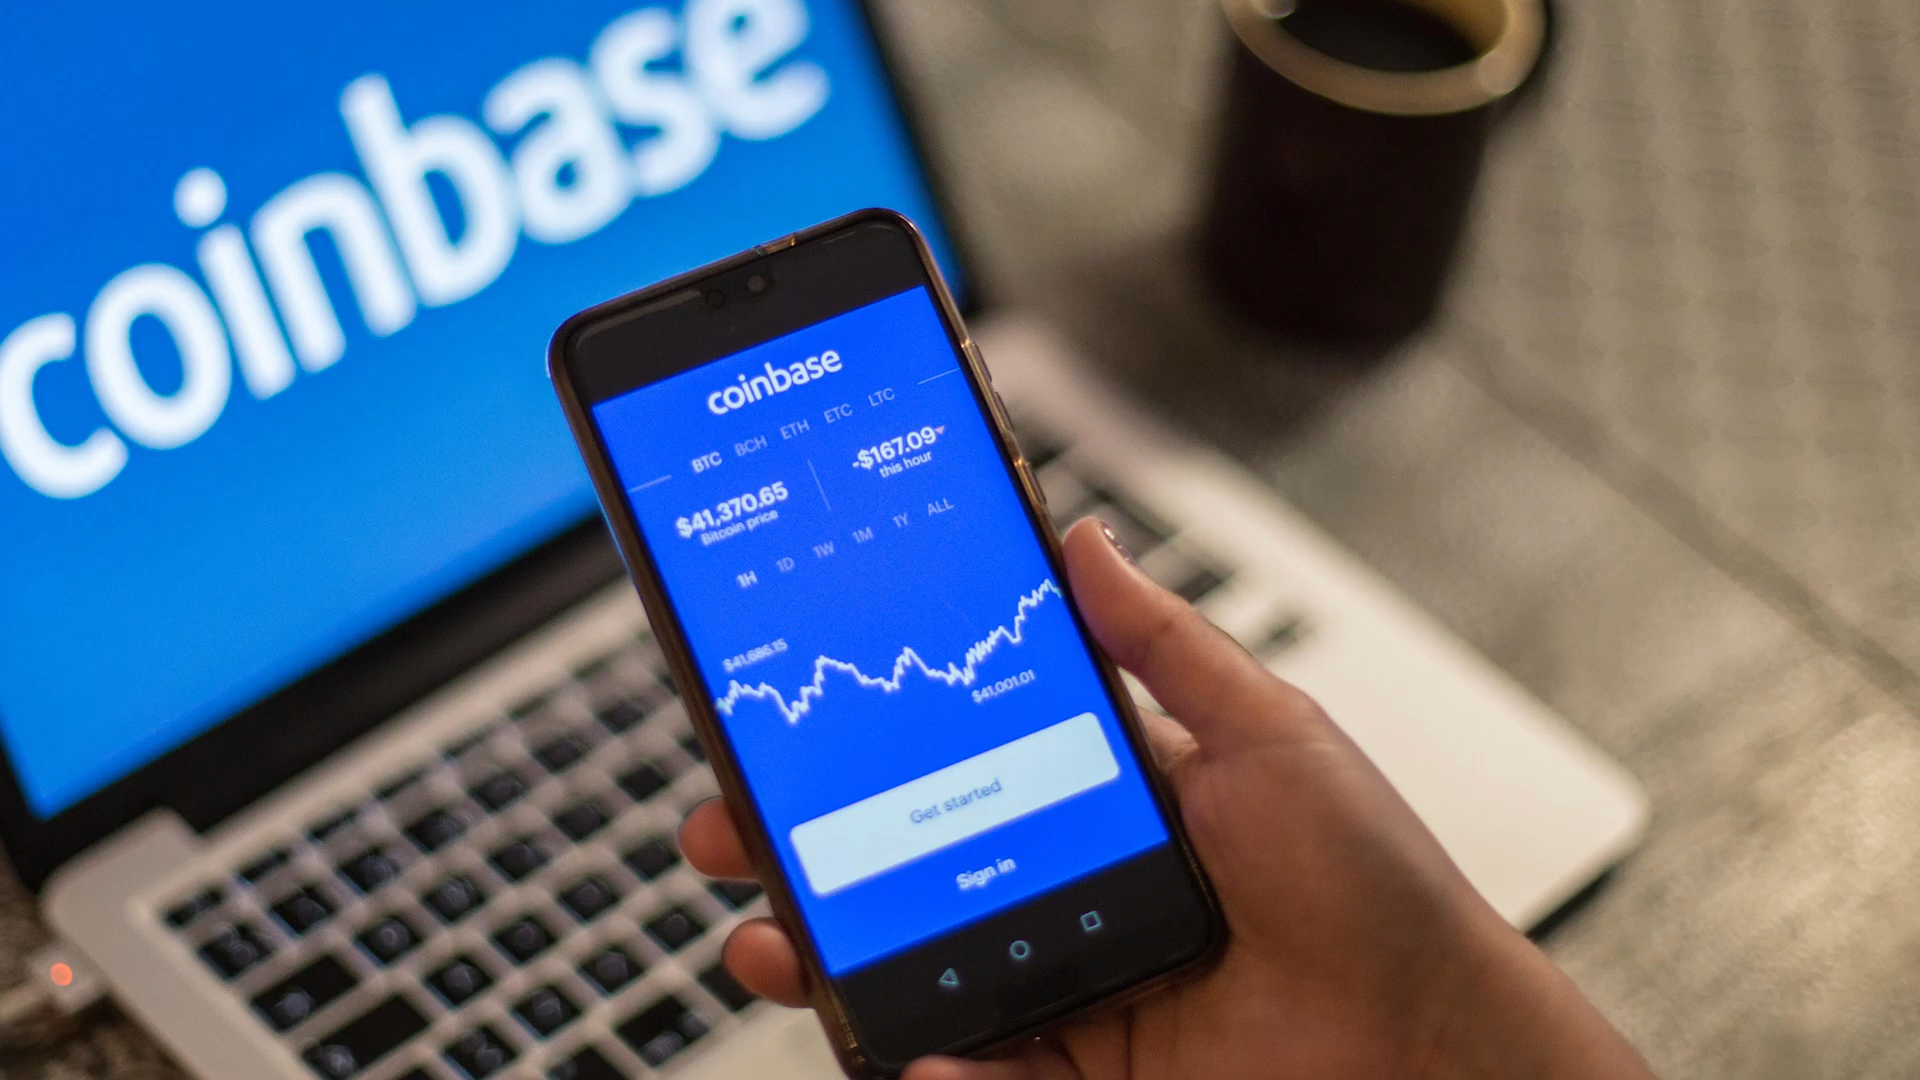 coinbase
coinbase
BTC BCH ETH ETC LTC
$41,370.65
Bitcoin price
-$167.09
this hour
1H 1D 1W 1M 1Y ALL
$41,686.15
$41,001.01
Get started
Sign in